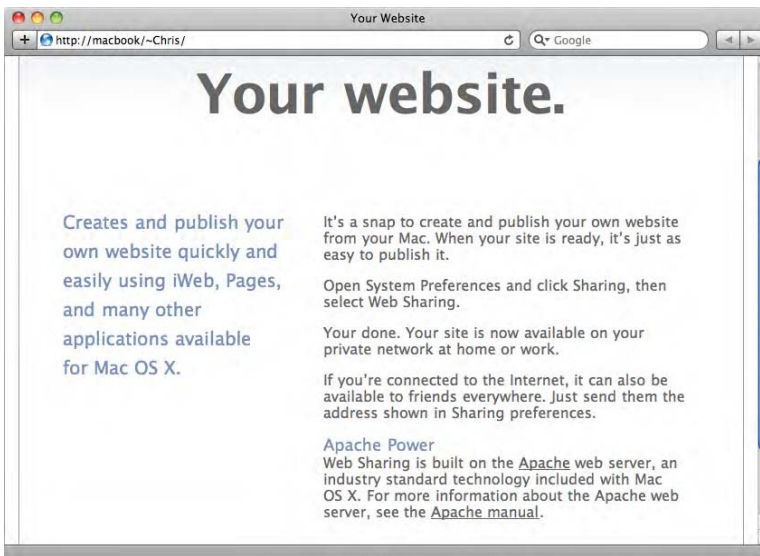 Your Website
http://macbook/~Chris/
Google
Your website.
Creates and publish your
own website quickly and
easily using iWeb, Pages,
and many other
applications available
for Mac OS X.
It's a snap to create and publish your own website
from your Mac. When your site is ready, it's just as
easy to publish it.
Open System Preferences and click Sharing, then
select Web Sharing.
Your done. Your site is now available on your
private network at home or work.
If you're connected to the Internet, it can also be
available to friends everywhere. Just send them the
address shown in Sharing preferences.
Apache Power
Web Sharing is built on the Apache web server, an
industry standard technology included with Mac
OS X. For more information about the Apache web
server, see the Apache manual.